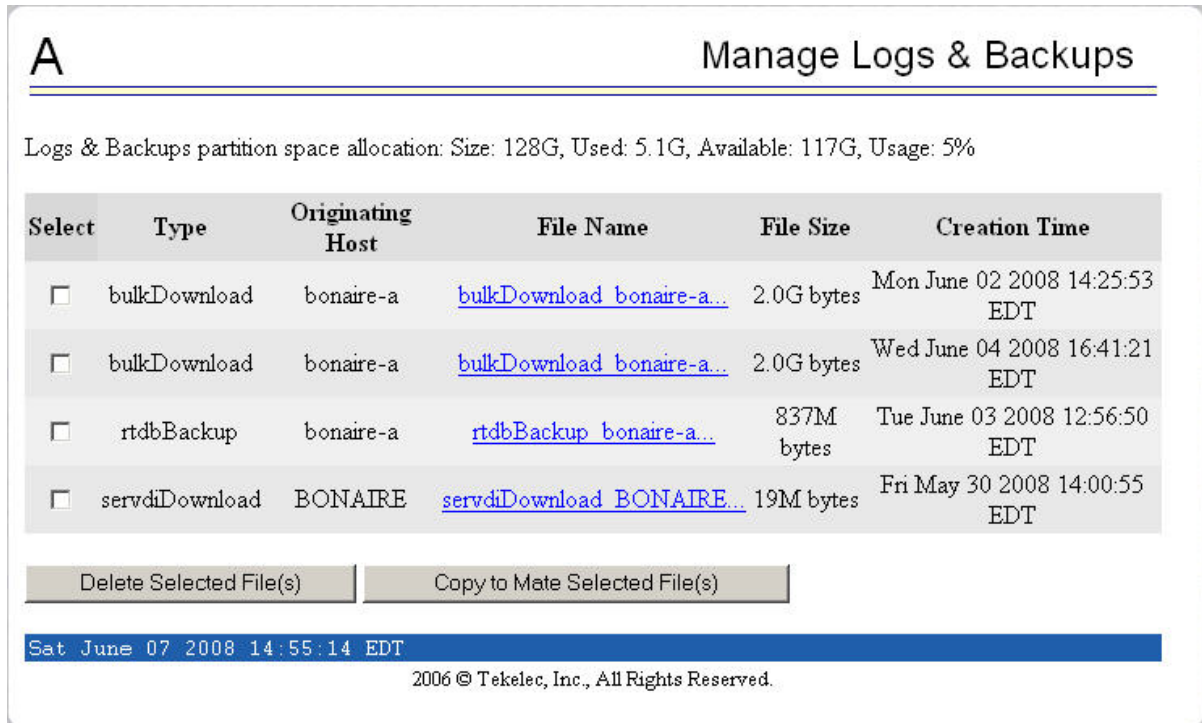 A
Manage Logs & Backups
Logs & Backups partition space allocation: Size: 128G, Used: 5.1G, Available: 117G, Usage: 5%
Select Type Originating Host File Name File Size Creation Time
bulkDownload bonaire-a bulkDownload_bonaire-a... 2.0G bytes Mon June 02 2008 14:25:53 EDT
bulkDownload bonaire-a bulkDownload_bonaire-a... 2.0G bytes Wed June 04 2008 16:41:21 EDT
rtdbBackup bonaire-a rtdbBackup_bonaire-a... 837M bytes Tue June 03 2008 12:56:50 EDT
servdiDownload BONAIRE servdiDownload_BONAIRE... 19M bytes Fri May 30 2008 14:00:55 EDT
Delete Selected File(s) Copy to Mate Selected File(s)
Sat June 07 2008 14:55:14 EDT
2006 © Tekelec, Inc., All Rights Reserved.